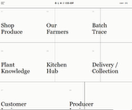 Shop
Produce
Our
Farmers
Batch
Trace
Plant
Knowledge
Kitchen
Hub
Delivery /
Collection
Customer
Producer